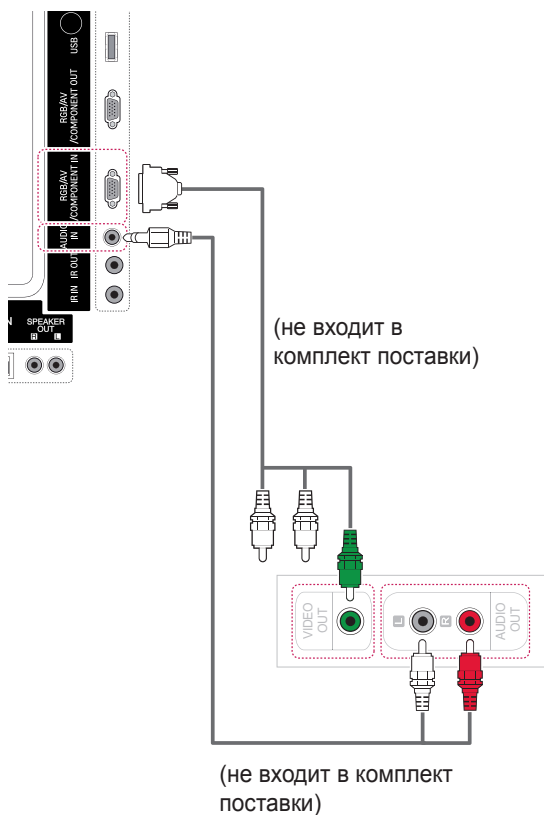 USB
RGB/AV
/COMPONENT OUT
RGB/AV
/COMPONENT IN
AUDIO
IN
IR OUT
IR IN
SPEAKER
OUT
R L
(не входит в
комплект поставки)
VIDEO
OUT
L R
AUDIO
OUT
(не входит в комплект
поставки)